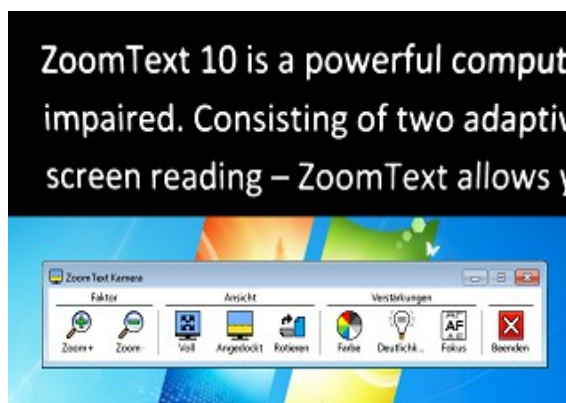 ZoomText 10 is a powerful comput
impaired. Consisting of two adaptiv
screen reading – ZoomText allows y
ZoomText Kamera
Faktor Ansicht Verstärkungen
Zoom+ Zoom- Voll Angedockt Rotieren Farbe Deutlichk... Fokus Beenden
AF